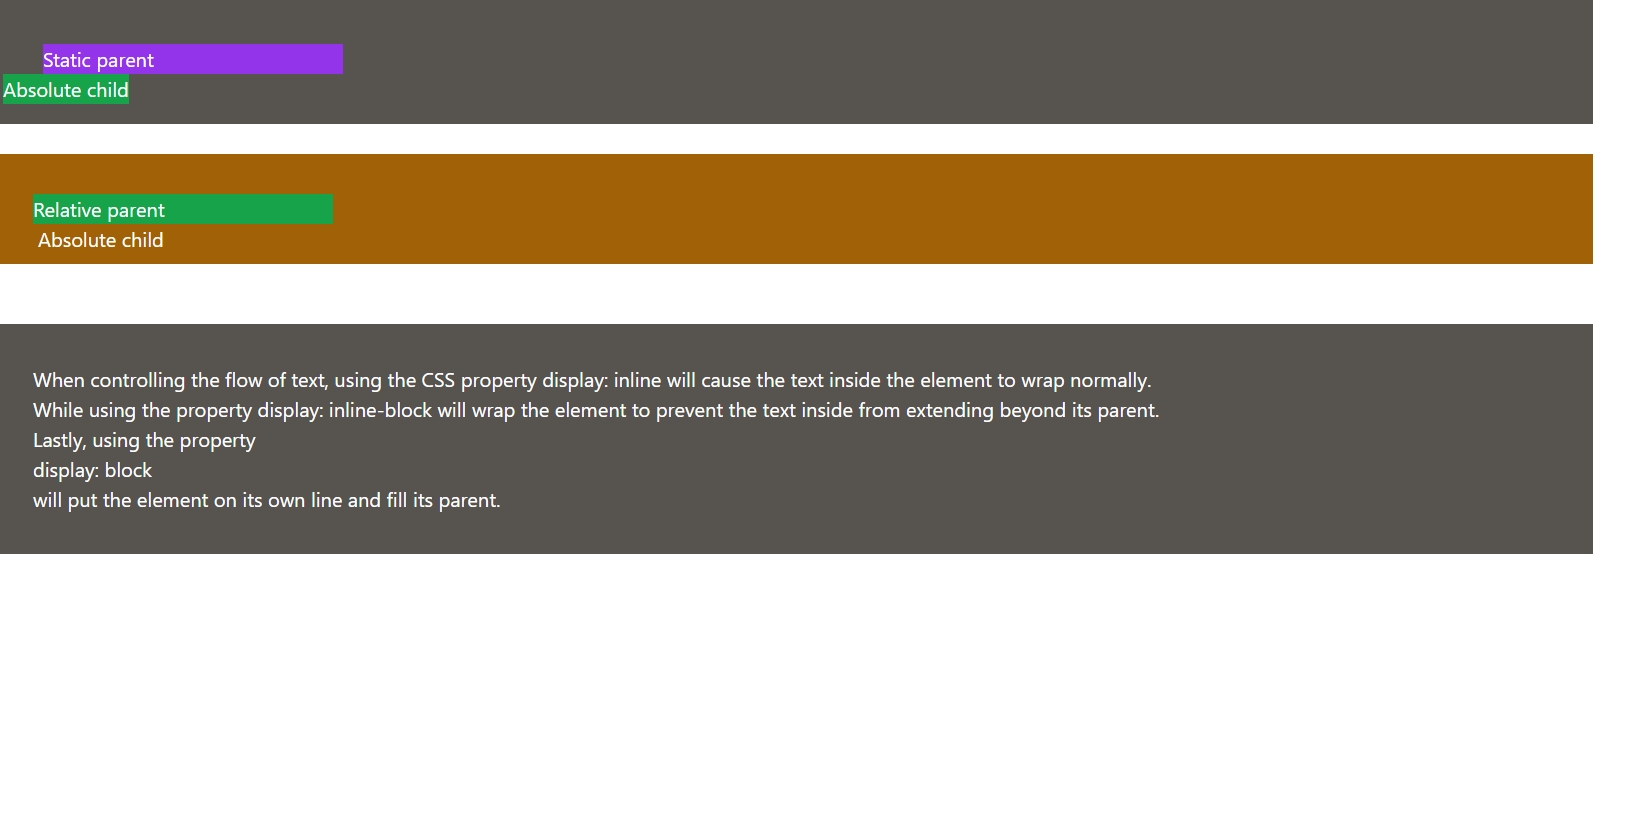 Static parent
Absolute child
Relative parent
Absolute child
When controlling the flow of text, using the CSS property display: inline will cause the text inside the element to wrap normally.
While using the property display: inline-block will wrap the element to prevent the text inside from extending beyond its parent.
Lastly, using the property
display: block
will put the element on its own line and fill its parent.